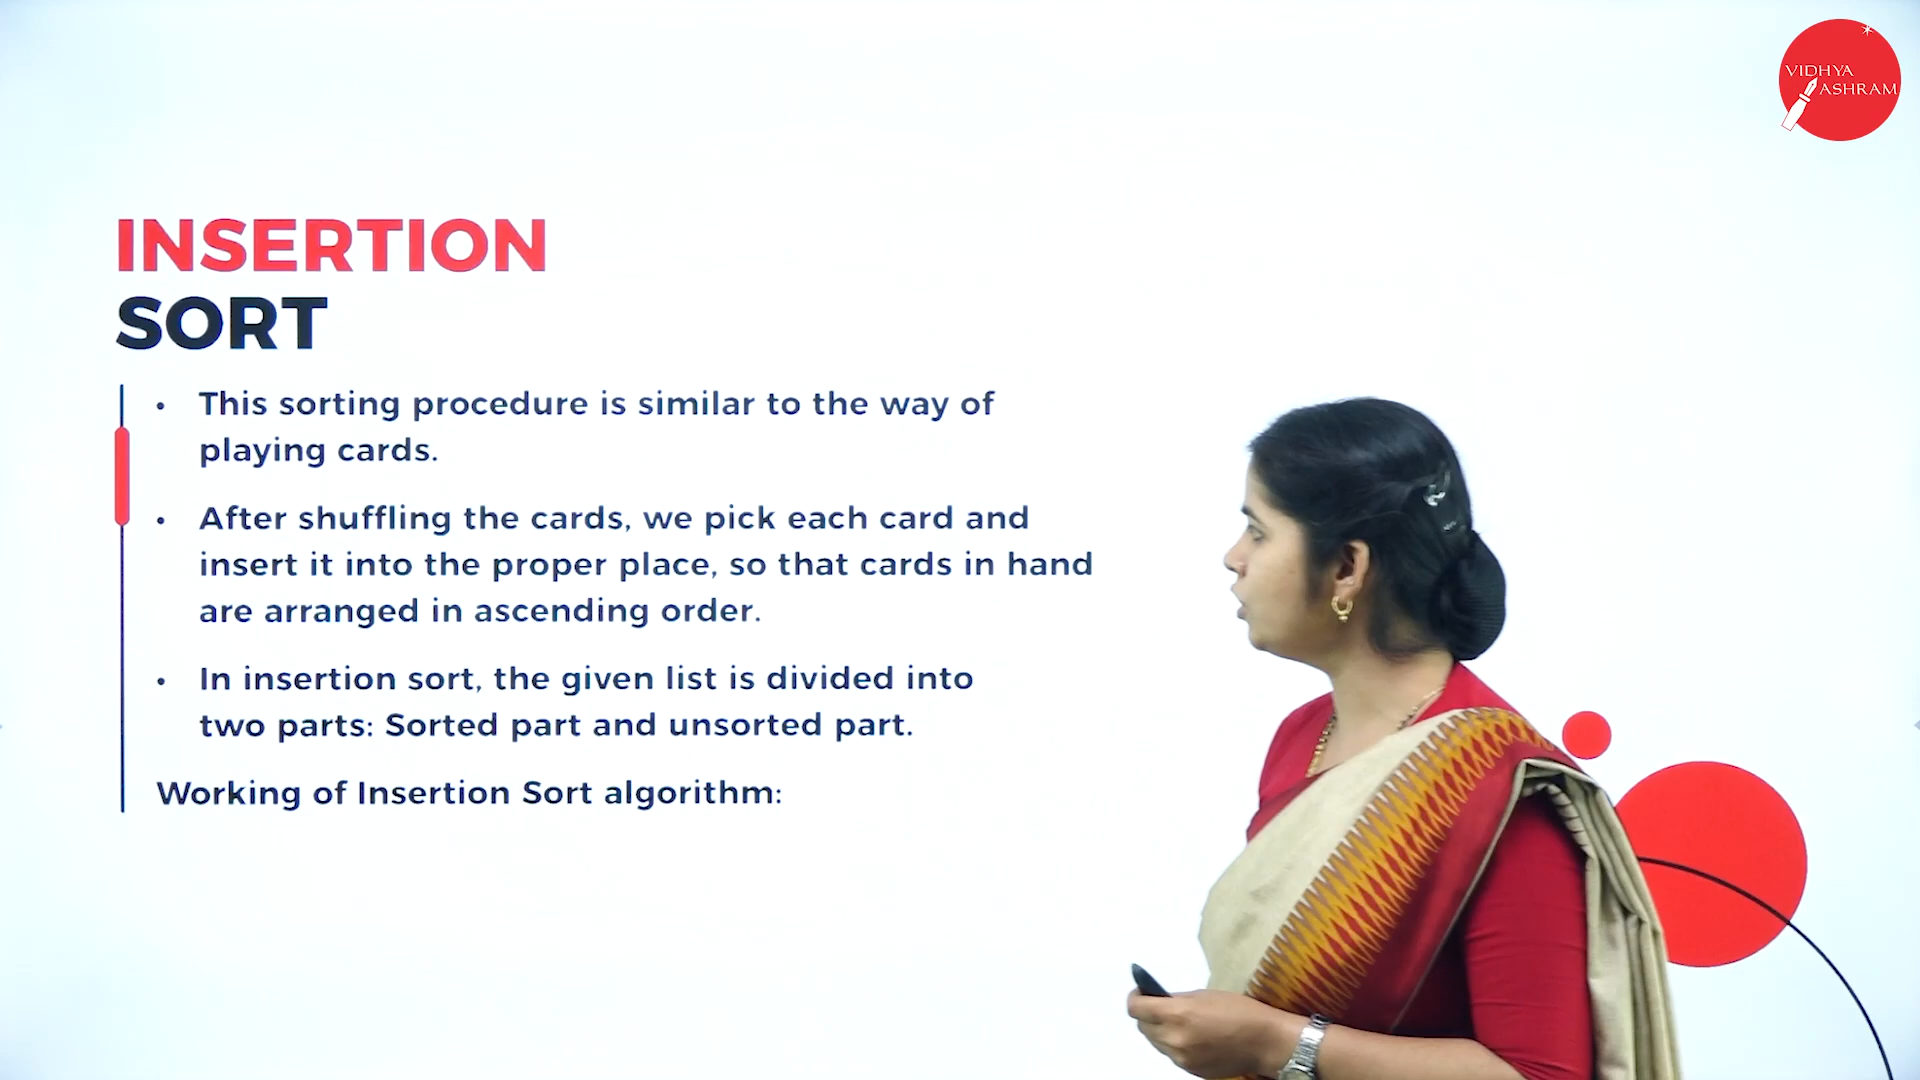 VIDHYA
ASHRAM
INSERTION
SORT
• This sorting procedure is similar to the way of
playing cards.
• After shuffling the cards, we pick each card and
insert it into the proper place, so that cards in hand
are arranged in ascending order.
• In insertion sort, the given list is divided into
two parts: Sorted part and unsorted part.
Working of Insertion Sort algorithm: